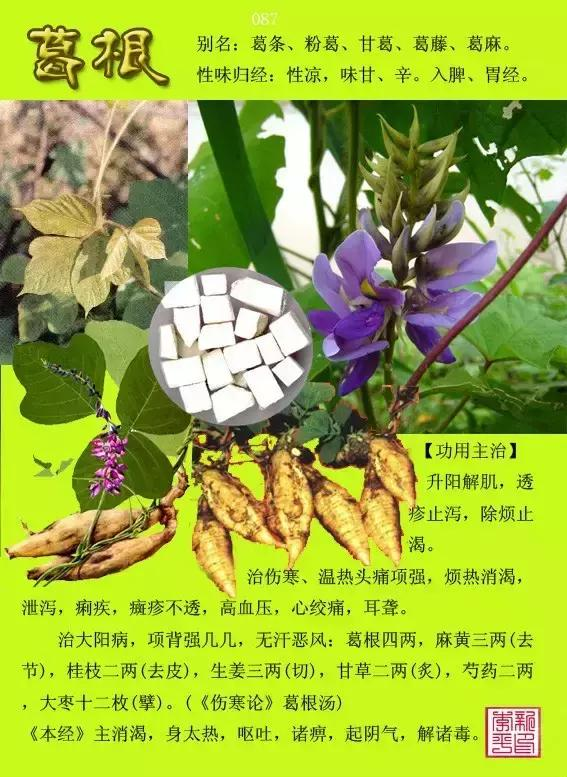 087
葛根
别名：葛条、粉葛、甘葛、葛藤、葛麻。
性味归经：性凉，味甘、辛。入脾、胃经。
【功用主治】
升阳解肌，透
疹止泻，除烦止
渴。
治伤寒、温热头痛项强，烦热消渴，
泄泻，痢疾，癍疹不透，高血压，心绞痛，耳聋。
治太阳病，项背强几几，无汗恶风：葛根四两，麻黄三两(去
节)，桂枝二两(去皮)，生姜三两(切)，甘草二两(炙)，芍药二两
，大枣十二枚(擘)。(《伤寒论》葛根汤)
《本经》主消渴，身太热，呕吐，诸痹，起阴气，解诸毒。